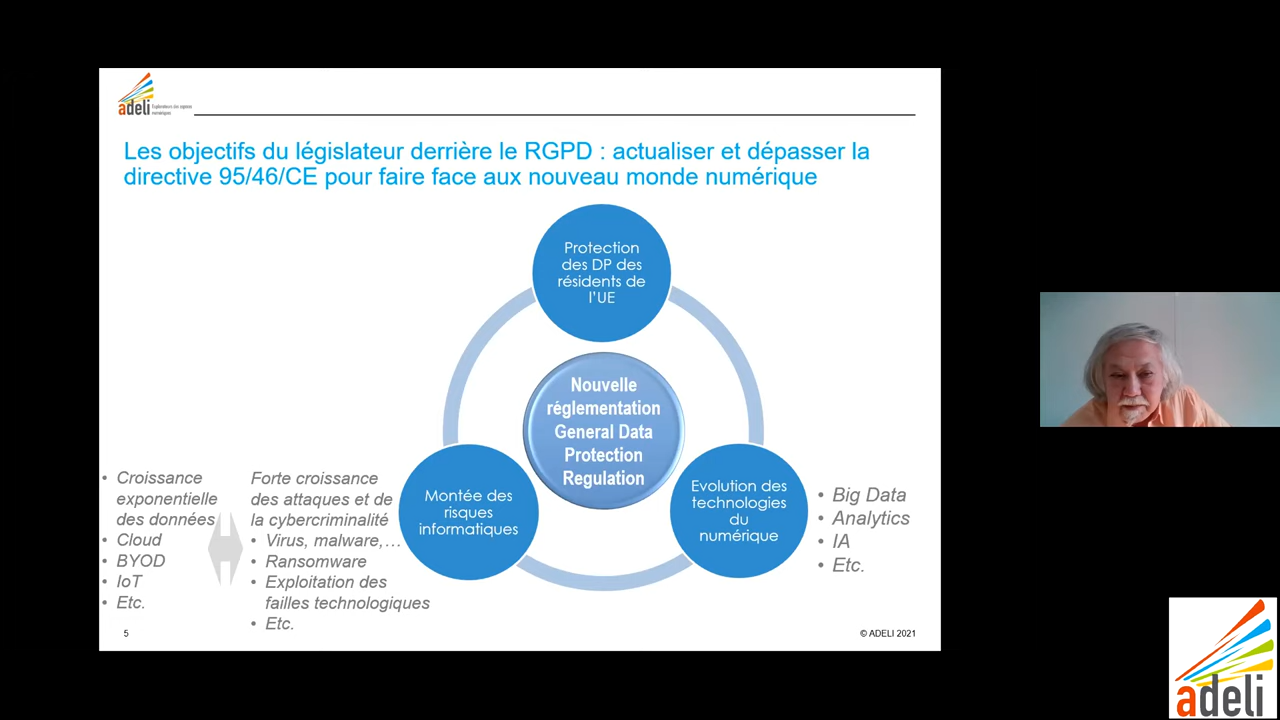 adeli
Explorateurs des espaces
numériques
Les objectifs du législateur derrière le RGPD : actualiser et dépasser la
directive 95/46/CE pour faire face aux nouveau monde numérique
Protection
des DP des
résidents de
l'UE
Nouvelle
réglementation
General Data
Protection
Regulation
Montée des
risques
informatiques
Evolution des
technologies
du
numérique
• Croissance
exponentielle
des données
• Cloud
• BYOD
• IoT
• Etc.
Forte croissance
des attaques et de
la cybercriminalité
• Virus, malware,…
• Ransomware
• Exploitation des
failles technologiques
• Etc.
• Big Data
• Analytics
• IA
• Etc.
5
© ADELI 2021
adeli